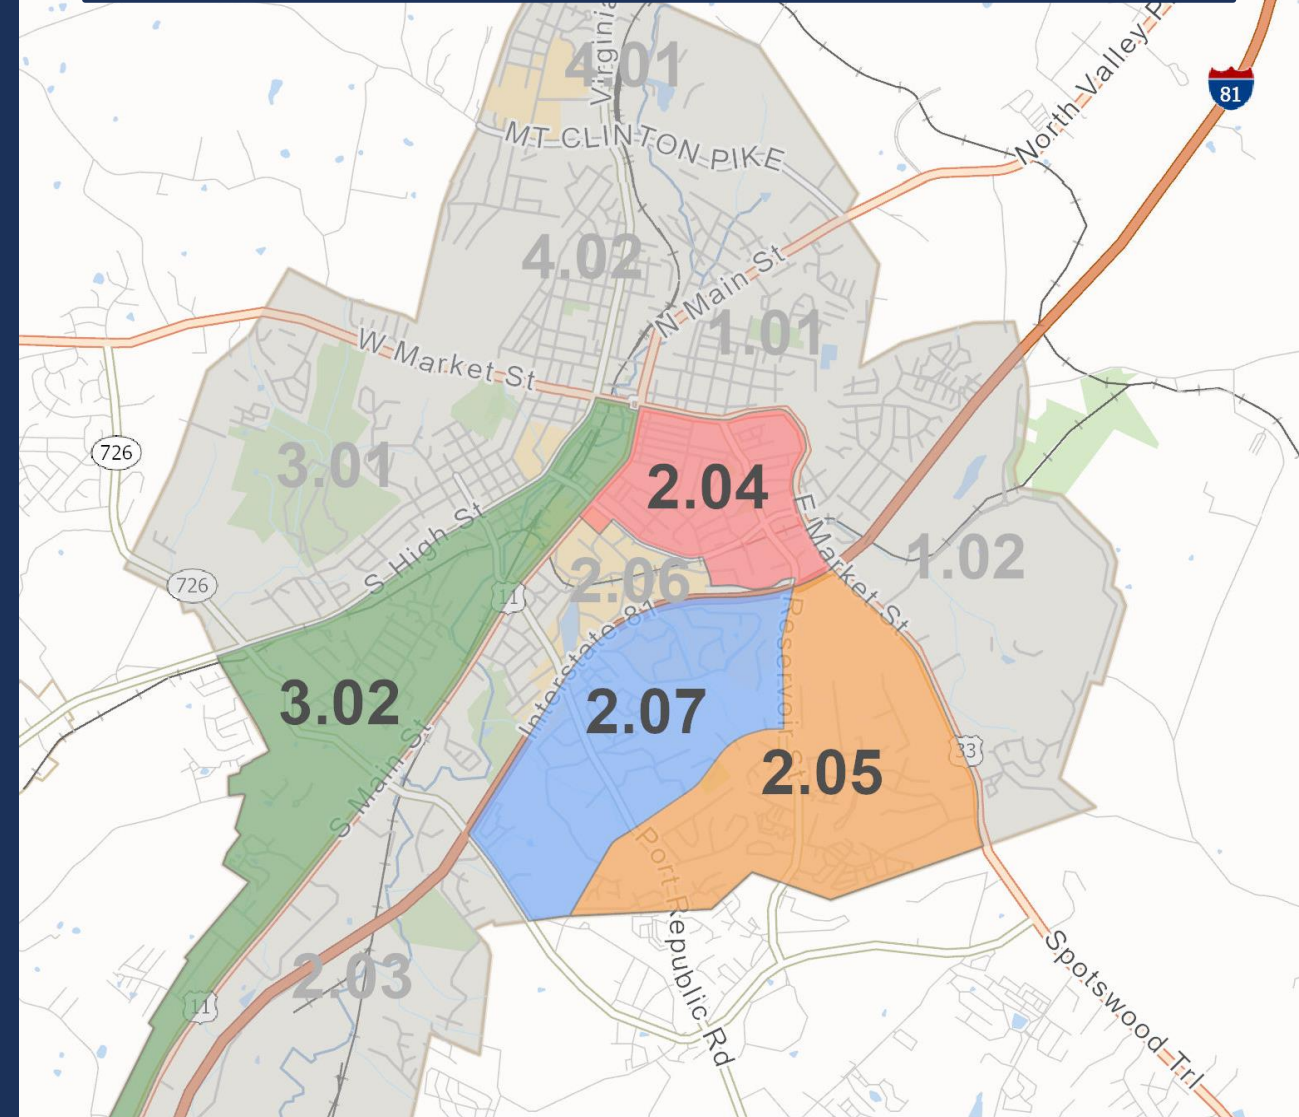 4.01
Virginia
81
North Valley P
MT CLINTON PIKE
4.02
N Main St
1.01
W Market St
726
3.01
2.04
S High St
E Market St
1.02
726
2.06
11
Interstate 81
Reservoir St
3.02
2.07
33
2.05
S Main St
Port Republic Rd
2.03
11
Spotswood Trl